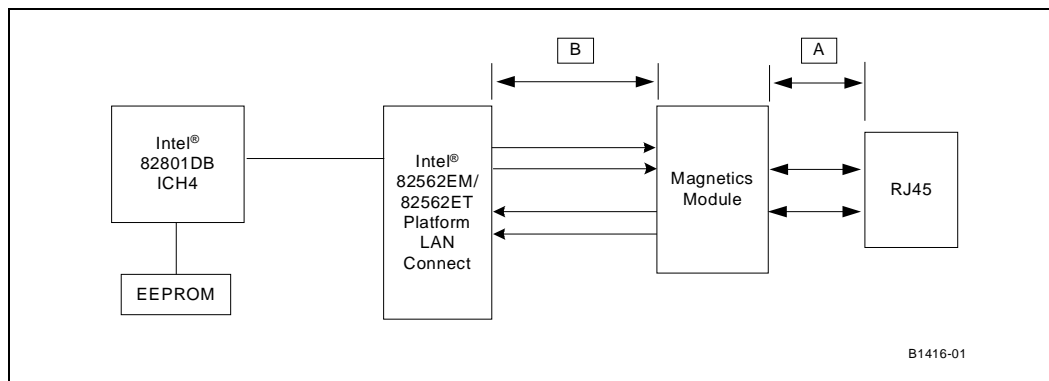 B
A
Intel®
82801DB
ICH4
Intel®
82562EM/
82562ET
Platform
LAN
Connect
Magnetics
Module
RJ45
EEPROM
B1416-01